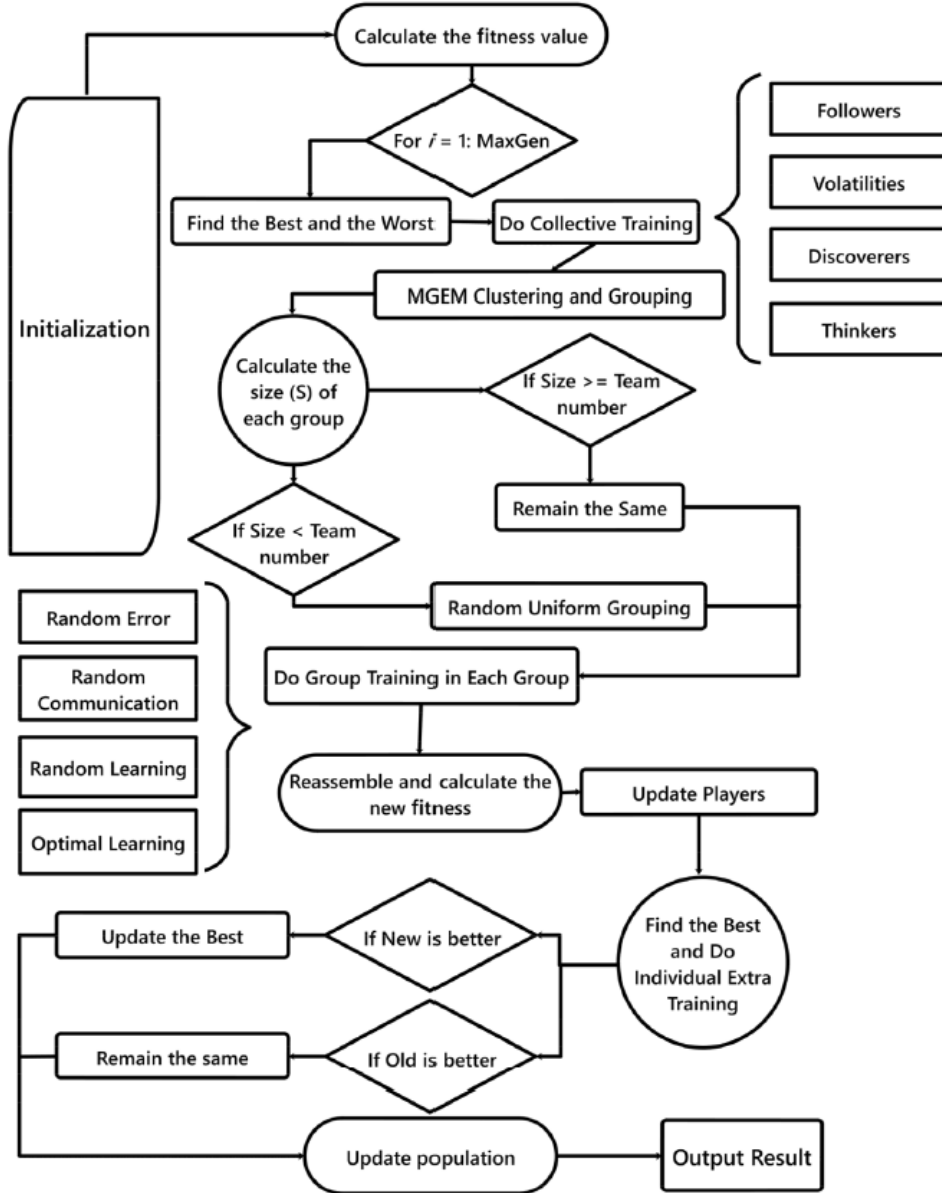 Calculate the fitness value
For i = 1: MaxGen
Followers
Volatilities
Discoverers
Thinkers
Find the Best and the Worst
Do Collective Training
MGEM Clustering and Grouping
Initialization
Calculate the
size (S) of
each group
If Size >= Team
number
Remain the Same
If Size < Team
number
Random Uniform Grouping
Random Error
Random
Communication
Random Learning
Optimal Learning
Do Group Training in Each Group
Reassemble and calculate the
new fitness
Update Players
Find the Best
and Do
Individual Extra
Training
If New is better
Update the Best
If Old is better
Remain the same
Update population
Output Result